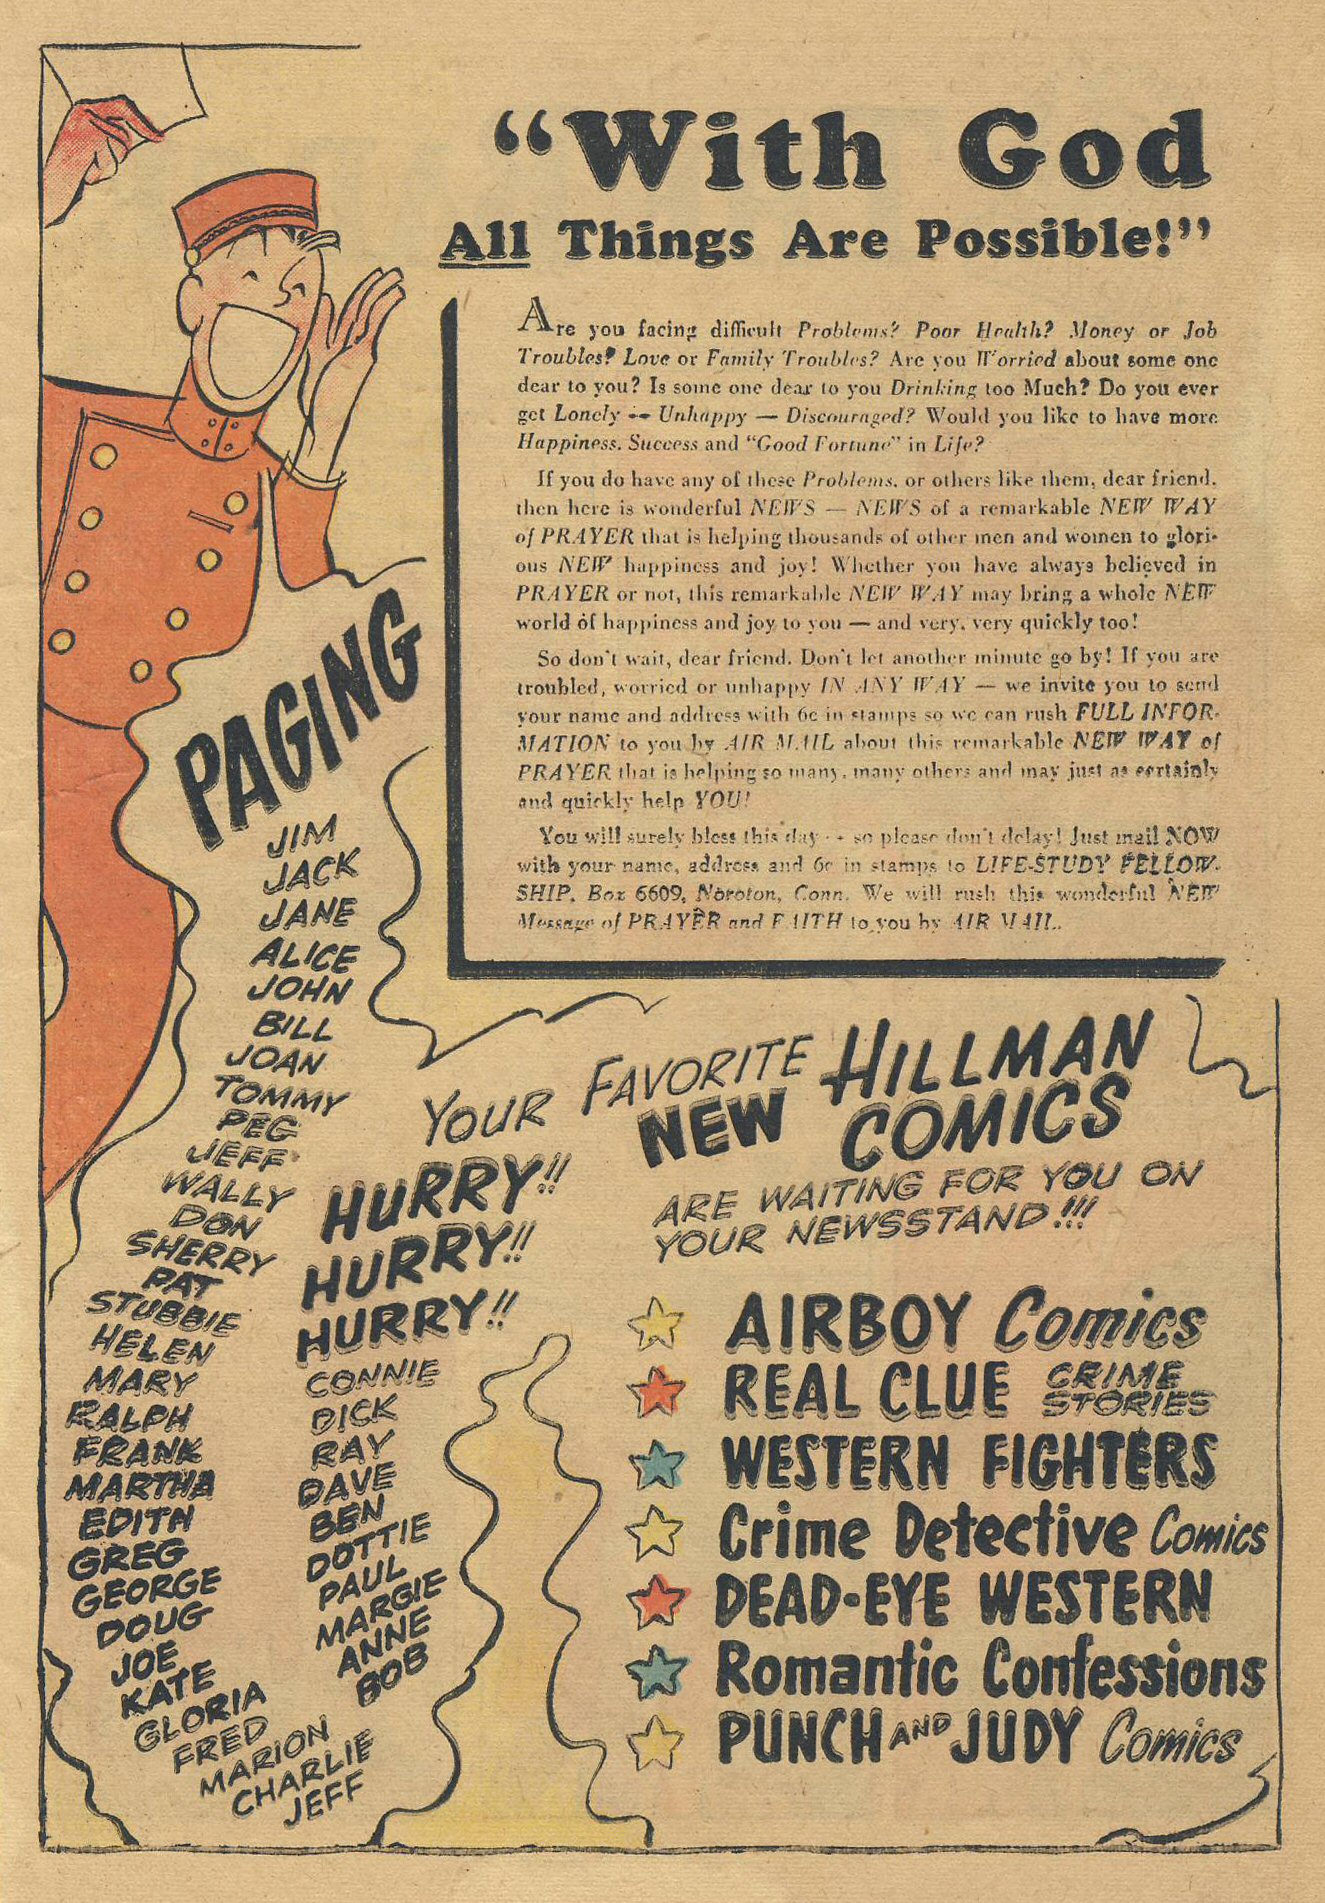 “With God
All Things Are Possible!”
Are you facing difficult Problems? Poor Health? Money or Job
Troubles? Love or Family Troubles? Are you Worried about some one
dear to you? Is some one dear to you Drinking too Much? Do you ever
get Lonely -- Unhappy — Discouraged? Would you like to have more
Happiness, Success and “Good Fortune” in Life?
If you do have any of these Problems, or others like them, dear friend,
then here is wonderful NEWS — NEWS of a remarkable NEW WAY
of PRAYER that is helping thousands of other men and women to glori-
ous NEW happiness and joy! Whether you have always believed in
PRAYER or not, this remarkable NEW WAY may bring a whole NEW
world of happiness and joy to you — and very, very quickly too!
So don't wait, dear friend. Don't let another minute go by! If you are
troubled, worried or unhappy IN ANY WAY — we invite you to send
your name and address with 6c in stamps so we can rush FULL INFOR-
MATION to you by AIR MAIL about this remarkable NEW WAY of
PRAYER that is helping so many, many others and may just as certainly
and quickly help YOU!
You will surely bless this day -- so please don't delay! Just mail NOW
with your name, address and 6c in stamps to LIFE-STUDY FELLOW-
SHIP, Box 6609, Noroton, Conn. We will rush this wonderful NEW
Message of PRAYER and FAITH to you by AIR MAIL.
PAGING
JIM
JACK
JANE
ALICE
JOHN
BILL
JOAN
TOMMY
PEG
JEFF
WALLY
DON
SHERRY
PAT
STUBBIE
HELEN
MARY
RALPH
FRANK
MARTHA
EDITH
GREG
GEORGE
DOUG
JOE
KATE
GLORIA
FRED
MARION
CHARLIE
JEFF
HURRY!!
HURRY!!
HURRY!!
CONNIE
DICK
RAY
DAVE
BEN
DOTTIE
PAUL
MARGIE
ANNE
BOB
YOUR FAVORITE HILLMAN
NEW COMICS
ARE WAITING FOR YOU ON
YOUR NEWSSTAND!!!
AIRBOY Comics
REAL CLUE CRIME STORIES
WESTERN FIGHTERS
Crime Detective Comics
DEAD-EYE WESTERN
Romantic Confessions
PUNCH AND JUDY Comics